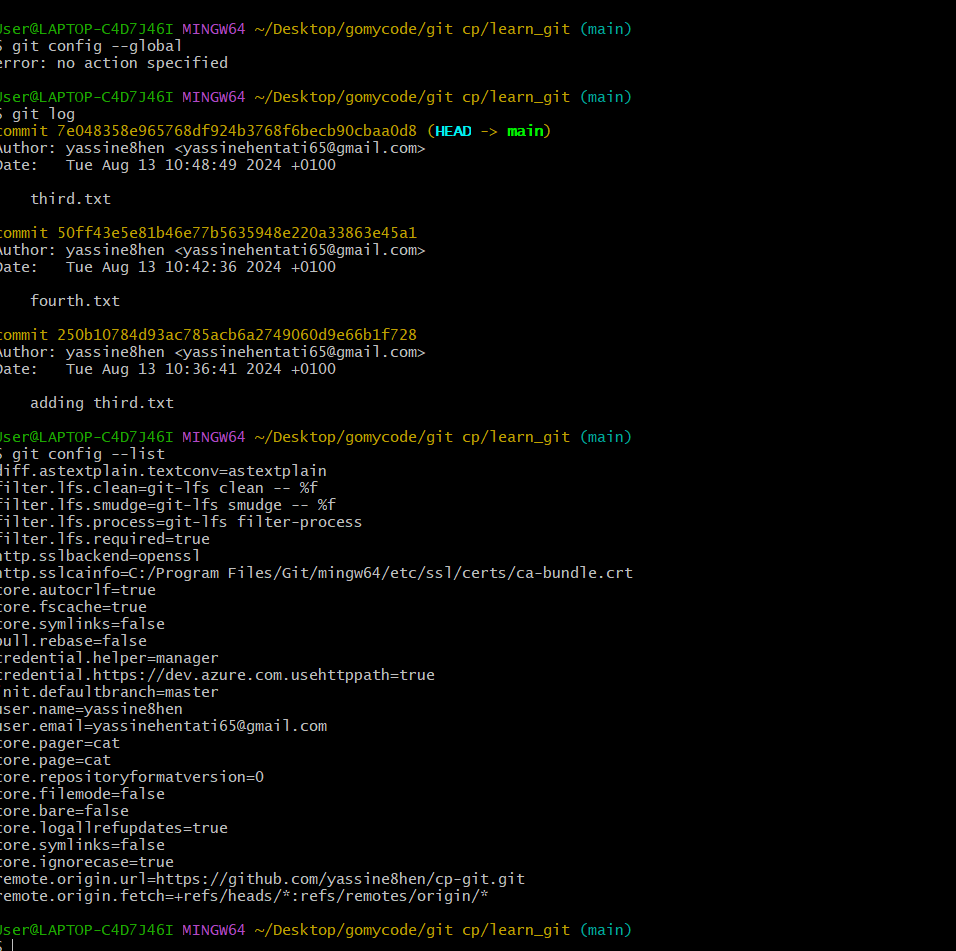 User@LAPTOP-C4D7J46I MINGW64 ~/Desktop/gomycode/git cp/learn_git (main)
$ git config --global
error: no action specified
User@LAPTOP-C4D7J46I MINGW64 ~/Desktop/gomycode/git cp/learn_git (main)
$ git log
commit 7e048358e965768df924b3768f6becb90cbaa0d8 (HEAD -> main)
Author: yassine8hen <yassinehentati65@gmail.com>
Date:   Tue Aug 13 10:48:49 2024 +0100
    third.txt
commit 50ff43e5e81b46e77b5635948e220a33863e45a1
Author: yassine8hen <yassinehentati65@gmail.com>
Date:   Tue Aug 13 10:42:36 2024 +0100
    fourth.txt
commit 250b10784d93ac785acb6a2749060d9e66b1f728
Author: yassine8hen <yassinehentati65@gmail.com>
Date:   Tue Aug 13 10:36:41 2024 +0100
    adding third.txt
User@LAPTOP-C4D7J46I MINGW64 ~/Desktop/gomycode/git cp/learn_git (main)
$ git config --list
diff.astextplain.textconv=astextplain
filter.lfs.clean=git-lfs clean -- %f
filter.lfs.smudge=git-lfs smudge -- %f
filter.lfs.process=git-lfs filter-process
filter.lfs.required=true
http.sslbackend=openssl
http.sslcainfo=C:/Program Files/Git/mingw64/etc/ssl/certs/ca-bundle.crt
core.autocrlf=true
core.fscache=true
core.symlinks=false
pull.rebase=false
credential.helper=manager
credential.https://dev.azure.com.usehttppath=true
init.defaultbranch=master
user.name=yassine8hen
user.email=yassinehentati65@gmail.com
core.pager=cat
core.page=cat
core.repositoryformatversion=0
core.filemode=false
core.bare=false
core.logallrefupdates=true
core.symlinks=false
core.ignorecase=true
remote.origin.url=https://github.com/yassine8hen/cp-git.git
remote.origin.fetch=+refs/heads/*:refs/remotes/origin/*
User@LAPTOP-C4D7J46I MINGW64 ~/Desktop/gomycode/git cp/learn_git (main)
$